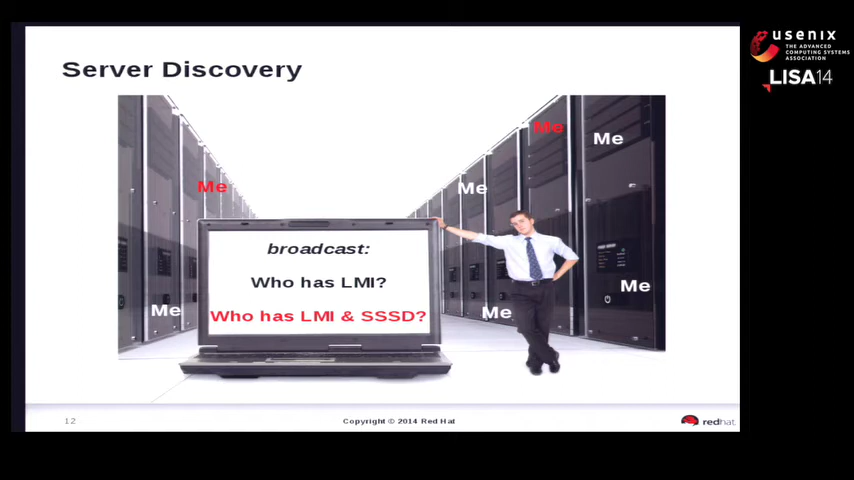 Server Discovery
Me
Me
Me
Me
Me
broadcast:
Who has LMI?
Me
Me
Who has LMI & SSSD?
Me
12
Copyright © 2014 Red Hat
redhat.
usenix
THE ADVANCED
COMPUTING SYSTEMS
ASSOCIATION
LISA14